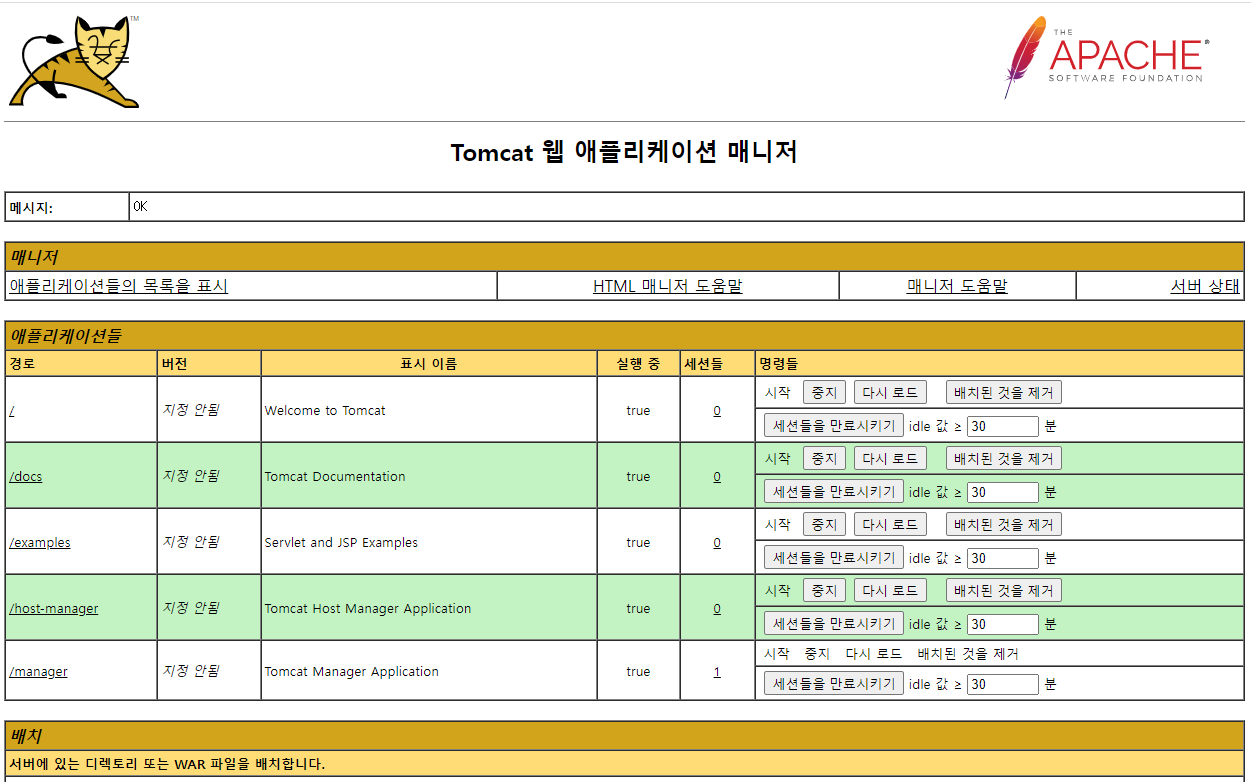 TM
THE
APACHE®
SOFTWARE FOUNDATION
Tomcat 웹 애플리케이션 매니저
메시지: OK
매니저
애플리케이션들의 목록을 표시 HTML 매니저 도움말 매니저 도움말 서버 상태
애플리케이션들
경로 버전 표시 이름 실행 중 세션들 명령들
/ 지정 안됨 Welcome to Tomcat true 0 시작 중지 다시 로드 배치된 것을 제거
세션들을 만료시키기 idle 값 ≥ 30 분
/docs 지정 안됨 Tomcat Documentation true 0 시작 중지 다시 로드 배치된 것을 제거
세션들을 만료시키기 idle 값 ≥ 30 분
/examples 지정 안됨 Servlet and JSP Examples true 0 시작 중지 다시 로드 배치된 것을 제거
세션들을 만료시키기 idle 값 ≥ 30 분
/host-manager 지정 안됨 Tomcat Host Manager Application true 0 시작 중지 다시 로드 배치된 것을 제거
세션들을 만료시키기 idle 값 ≥ 30 분
/manager 지정 안됨 Tomcat Manager Application true 1 시작 중지 다시 로드 배치된 것을 제거
세션들을 만료시키기 idle 값 ≥ 30 분
배치
서버에 있는 디렉토리 또는 WAR 파일을 배치합니다.